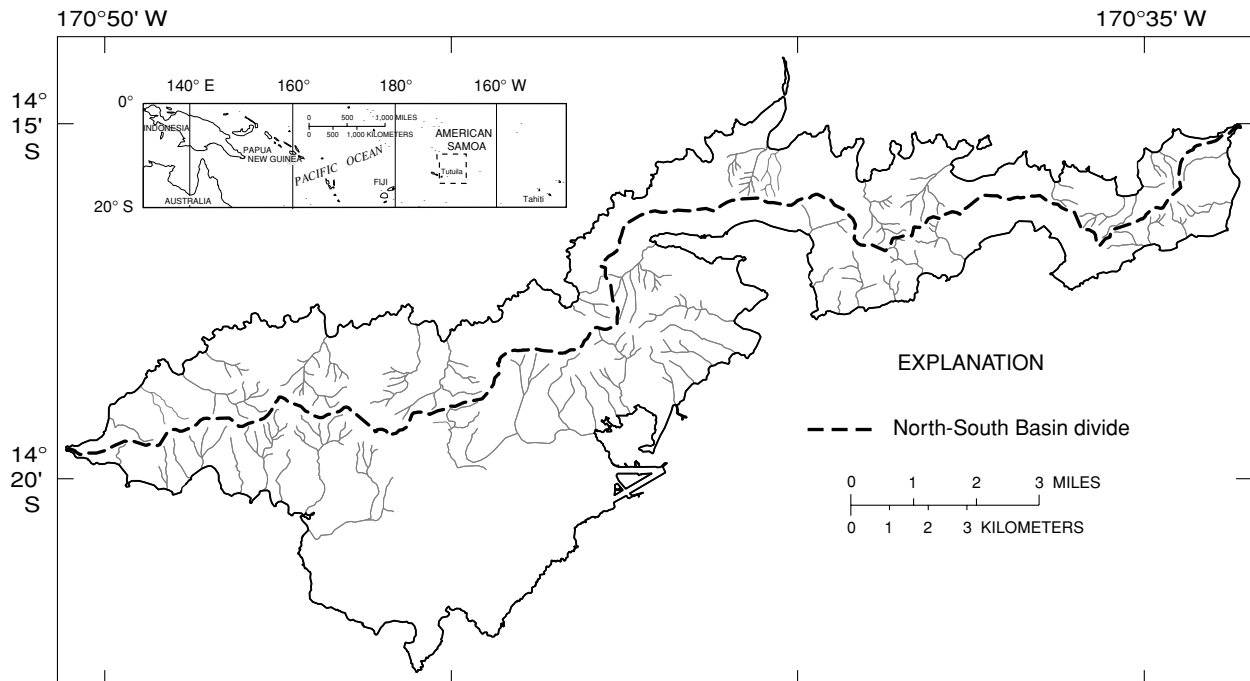 170° 50' W
170° 35' W
14°
15'
S
140° E
160°
180°
160° W
0°
20° S
INDONESIA
PAPUA
NEW GUINEA
AUSTRALIA
0 500 1,000 MILES
0 500 1,000 KILOMETERS
PACIFIC OCEAN
FIJI
AMERICAN
SAMOA
Tutuila
Tahiti
EXPLANATION
North-South Basin divide
0 1 2 3 MILES
0 1 2 3 KILOMETERS
14°
20'
S